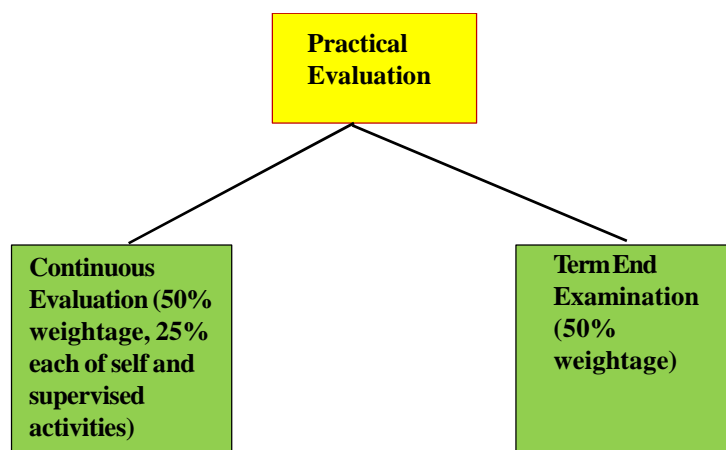 Practical
Evaluation
Continuous
Evaluation (50%
weightage, 25%
each of self and
supervised
activities)
Term End
Examination
(50%
weightage)